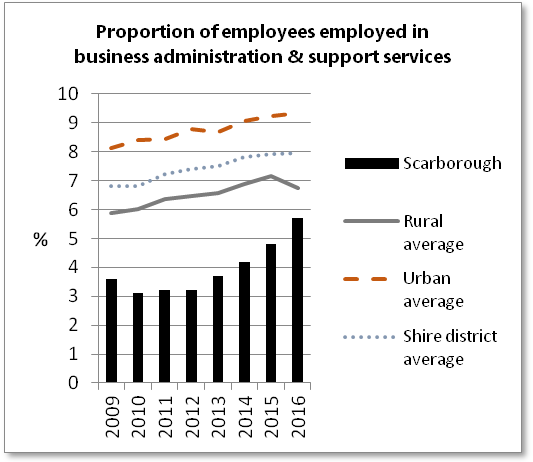 Proportion of employees employed in
business administration & support services
10
9
8
7
6
5
4
3
2
1
0
%
2009
2010
2011
2012
2013
2014
2015
2016
Scarborough
Rural
average
Urban
average
Shire district
average